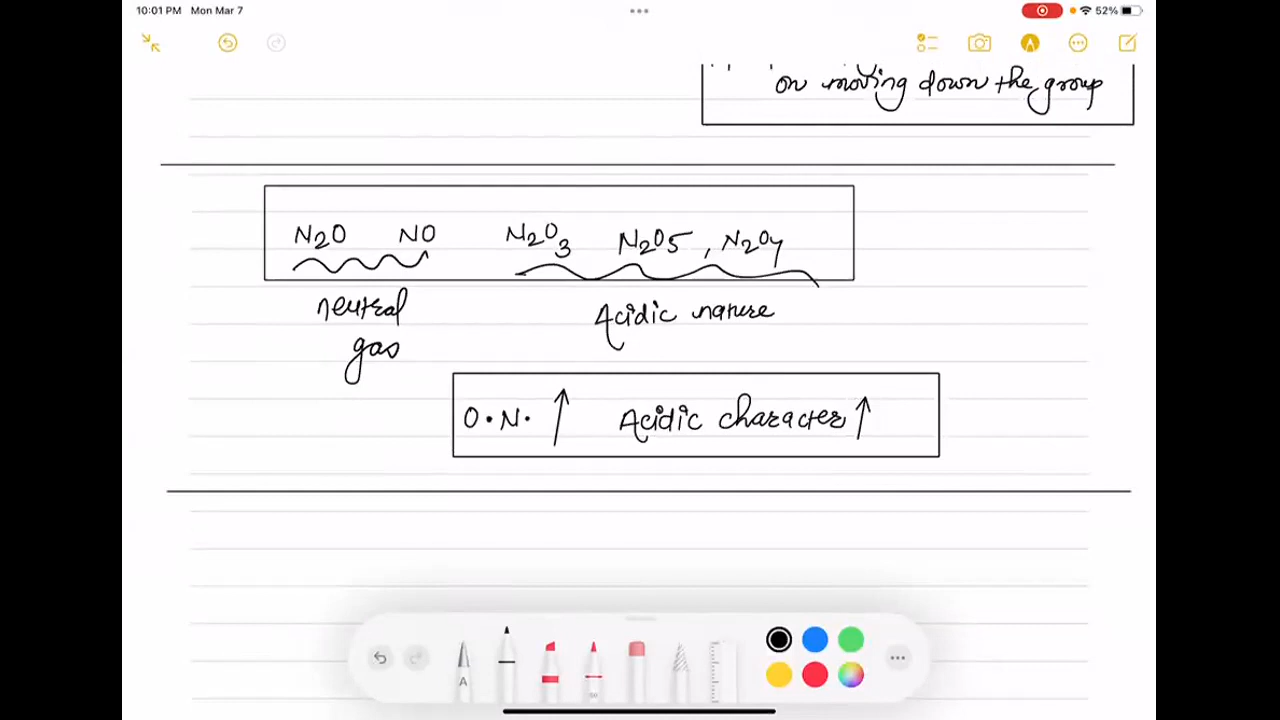 10:01 PM Mon Mar 7
52%
on moving down the group
N2O NO N2O3 N2O5 , N2O4
neutral
gas
Acidic nature
O.N. ↑ Acidic character ↑
A
50